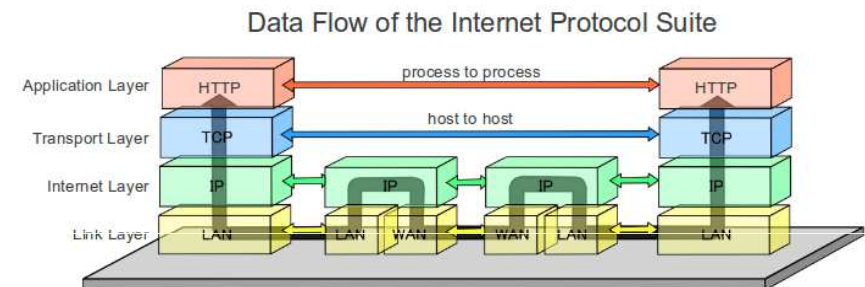 Data Flow of the Internet Protocol Suite
Application Layer HTTP process to process HTTP
Transport Layer TCP host to host TCP
Internet Layer IP IP IP IP
Link Layer LAN LAN WAN WAN LAN LAN